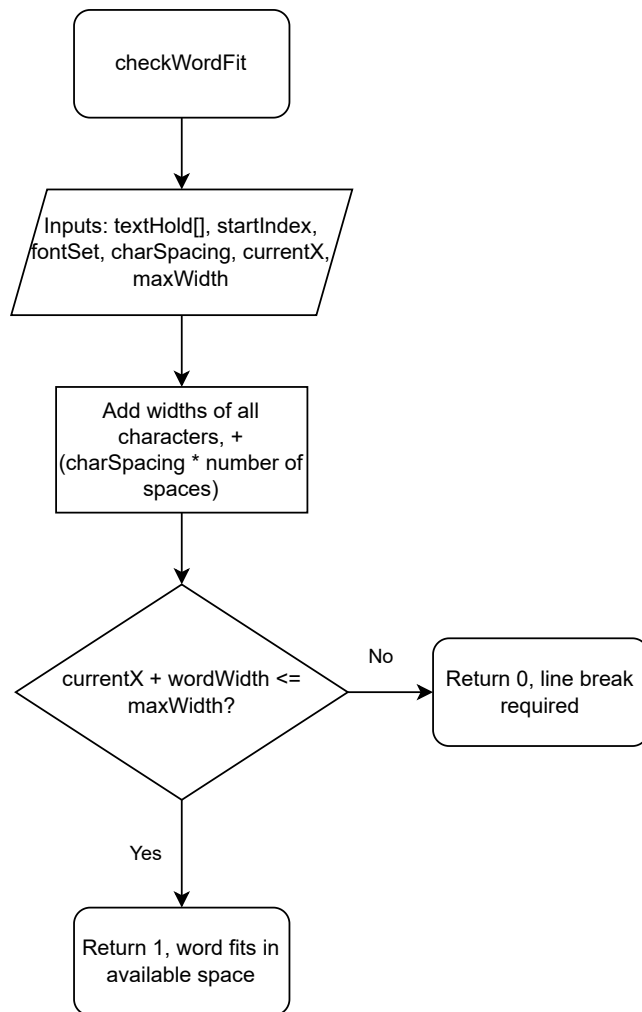 checkWordFit
Inputs: textHold[], startIndex,
fontSet, charSpacing, currentX,
maxWidth
Add widths of all
characters, +
(charSpacing * number of
spaces)
currentX + wordWidth <=
maxWidth?
No
Return 0, line break
required
Yes
Return 1, word fits in
available space